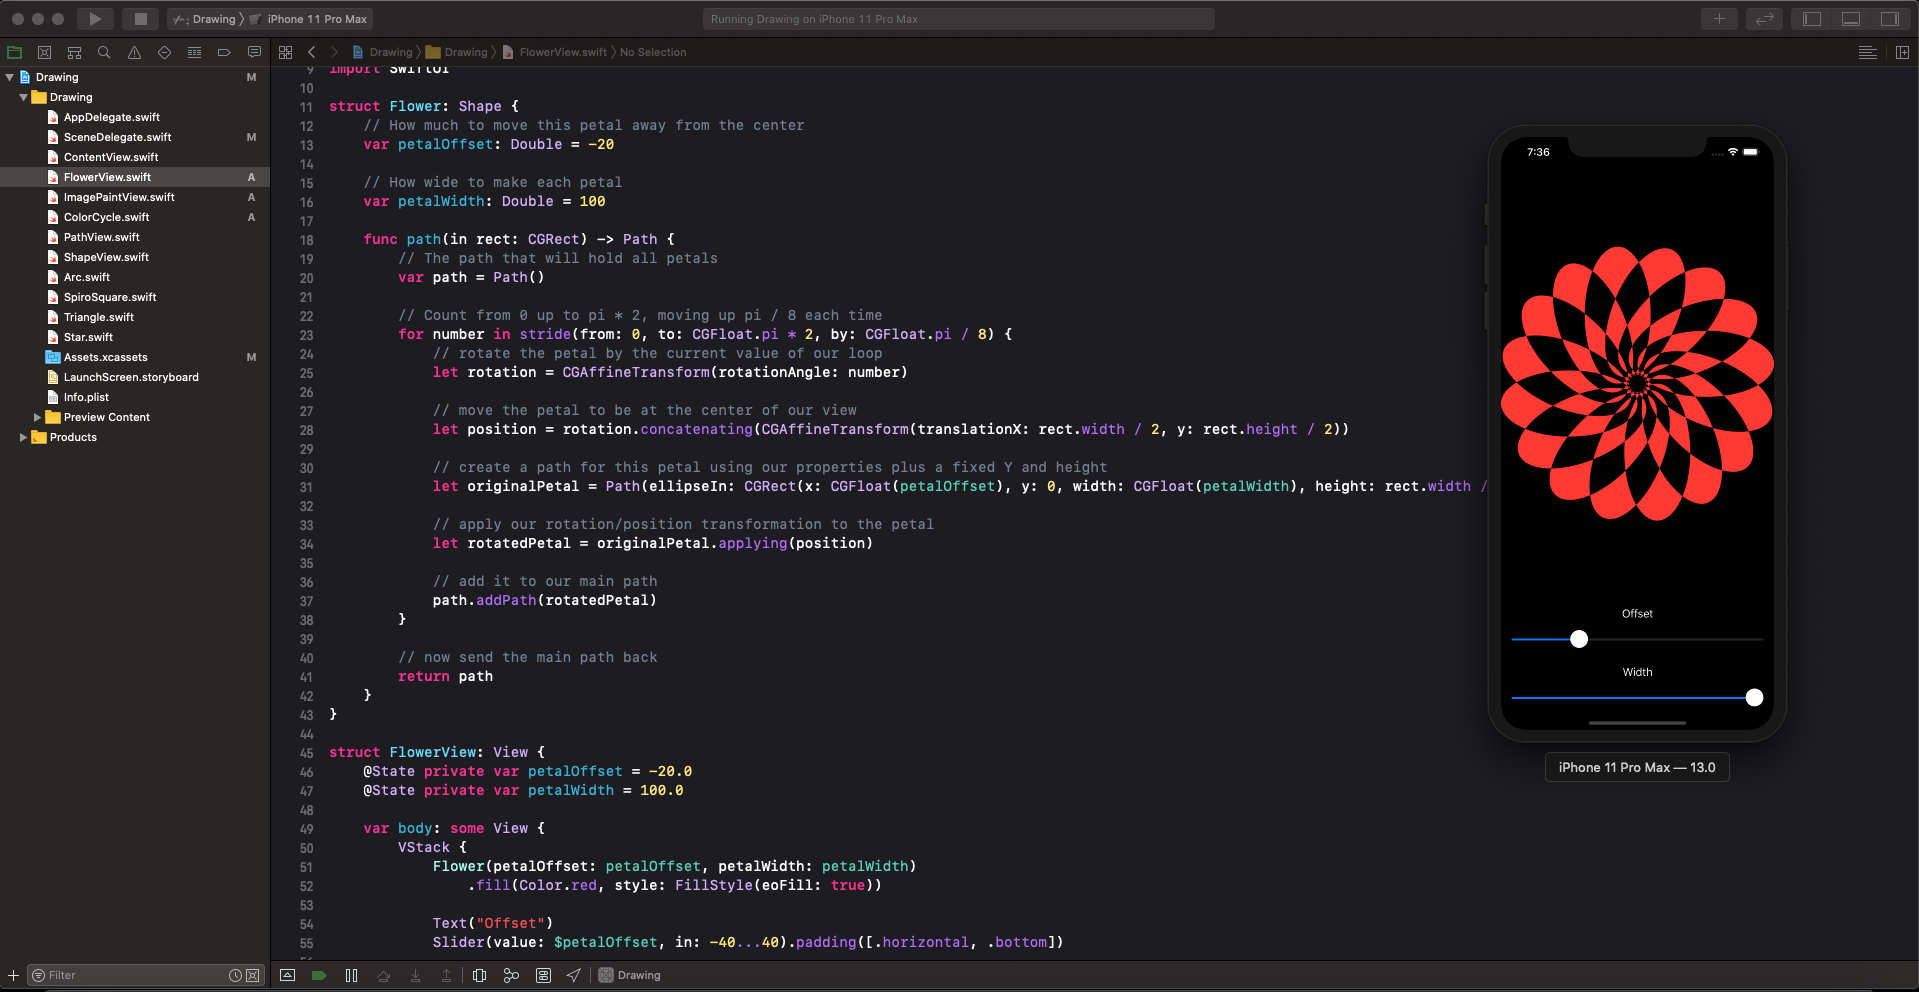 Drawing 〉 iPhone 11 Pro Max
Running Drawing on iPhone 11 Pro Max
Drawing 〉 Drawing 〉 FlowerView.swift 〉 No Selection
Drawing M
Drawing
AppDelegate.swift
SceneDelegate.swift M
ContentView.swift
FlowerView.swift A
ImagePaintView.swift A
ColorCycle.swift A
PathView.swift
ShapeView.swift
Arc.swift
SpiroSquare.swift
Triangle.swift
Star.swift
Assets.xcassets M
LaunchScreen.storyboard
Info.plist
Preview Content
Products
Filter
9 import SwiftUI
10
11 struct Flower: Shape {
12     // How much to move this petal away from the center
13     var petalOffset: Double = -20
14
15     // How wide to make each petal
16     var petalWidth: Double = 100
17
18     func path(in rect: CGRect) -> Path {
19         // The path that will hold all petals
20         var path = Path()
21
22         // Count from 0 up to pi * 2, moving up pi / 8 each time
23         for number in stride(from: 0, to: CGFloat.pi * 2, by: CGFloat.pi / 8) {
24             // rotate the petal by the current value of our loop
25             let rotation = CGAffineTransform(rotationAngle: number)
26
27             // move the petal to be at the center of our view
28             let position = rotation.concatenating(CGAffineTransform(translationX: rect.width / 2, y: rect.height / 2))
29
30             // create a path for this petal using our properties plus a fixed Y and height
31             let originalPetal = Path(ellipseIn: CGRect(x: CGFloat(petalOffset), y: 0, width: CGFloat(petalWidth), height: rect.width /
32
33             // apply our rotation/position transformation to the petal
34             let rotatedPetal = originalPetal.applying(position)
35
36             // add it to our main path
37             path.addPath(rotatedPetal)
38         }
39
40         // now send the main path back
41         return path
42     }
43 }
44
45 struct FlowerView: View {
46     @State private var petalOffset = -20.0
47     @State private var petalWidth = 100.0
48
49     var body: some View {
50         VStack {
51             Flower(petalOffset: petalOffset, petalWidth: petalWidth)
52                 .fill(Color.red, style: FillStyle(eoFill: true))
53
54             Text("Offset")
55             Slider(value: $petalOffset, in: -40...40).padding([.horizontal, .bottom])
Drawing
7:36
Offset
Width
iPhone 11 Pro Max — 13.0